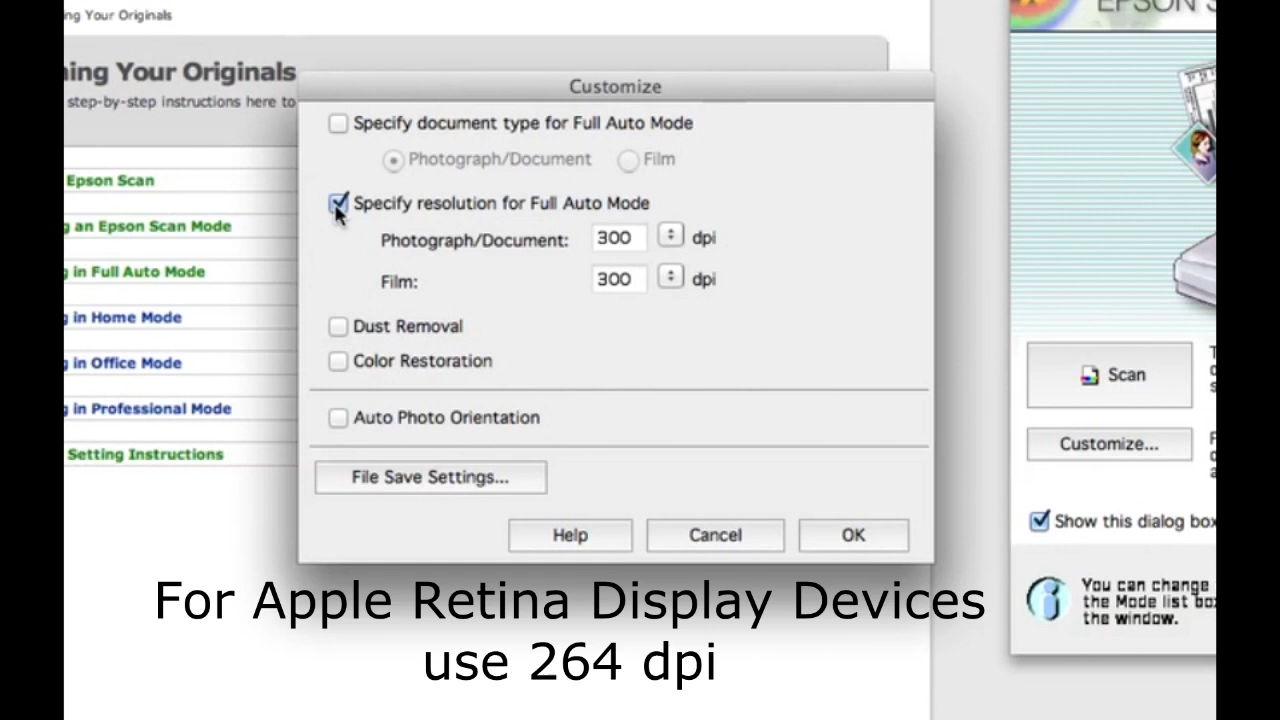 ng Your Originals
ning Your Originals
step-by-step instructions here to
Epson Scan
g an Epson Scan Mode
g in Full Auto Mode
g in Home Mode
g in Office Mode
g in Professional Mode
Setting Instructions
Customize
Specify document type for Full Auto Mode
Photograph/Document Film
Specify resolution for Full Auto Mode
Photograph/Document: 300 dpi
Film: 300 dpi
Dust Removal
Color Restoration
Auto Photo Orientation
File Save Settings...
Help Cancel OK
EPSON S
Scan
Customize...
Show this dialog box
You can change
the Mode list box
the window.
For Apple Retina Display Devices
use 264 dpi